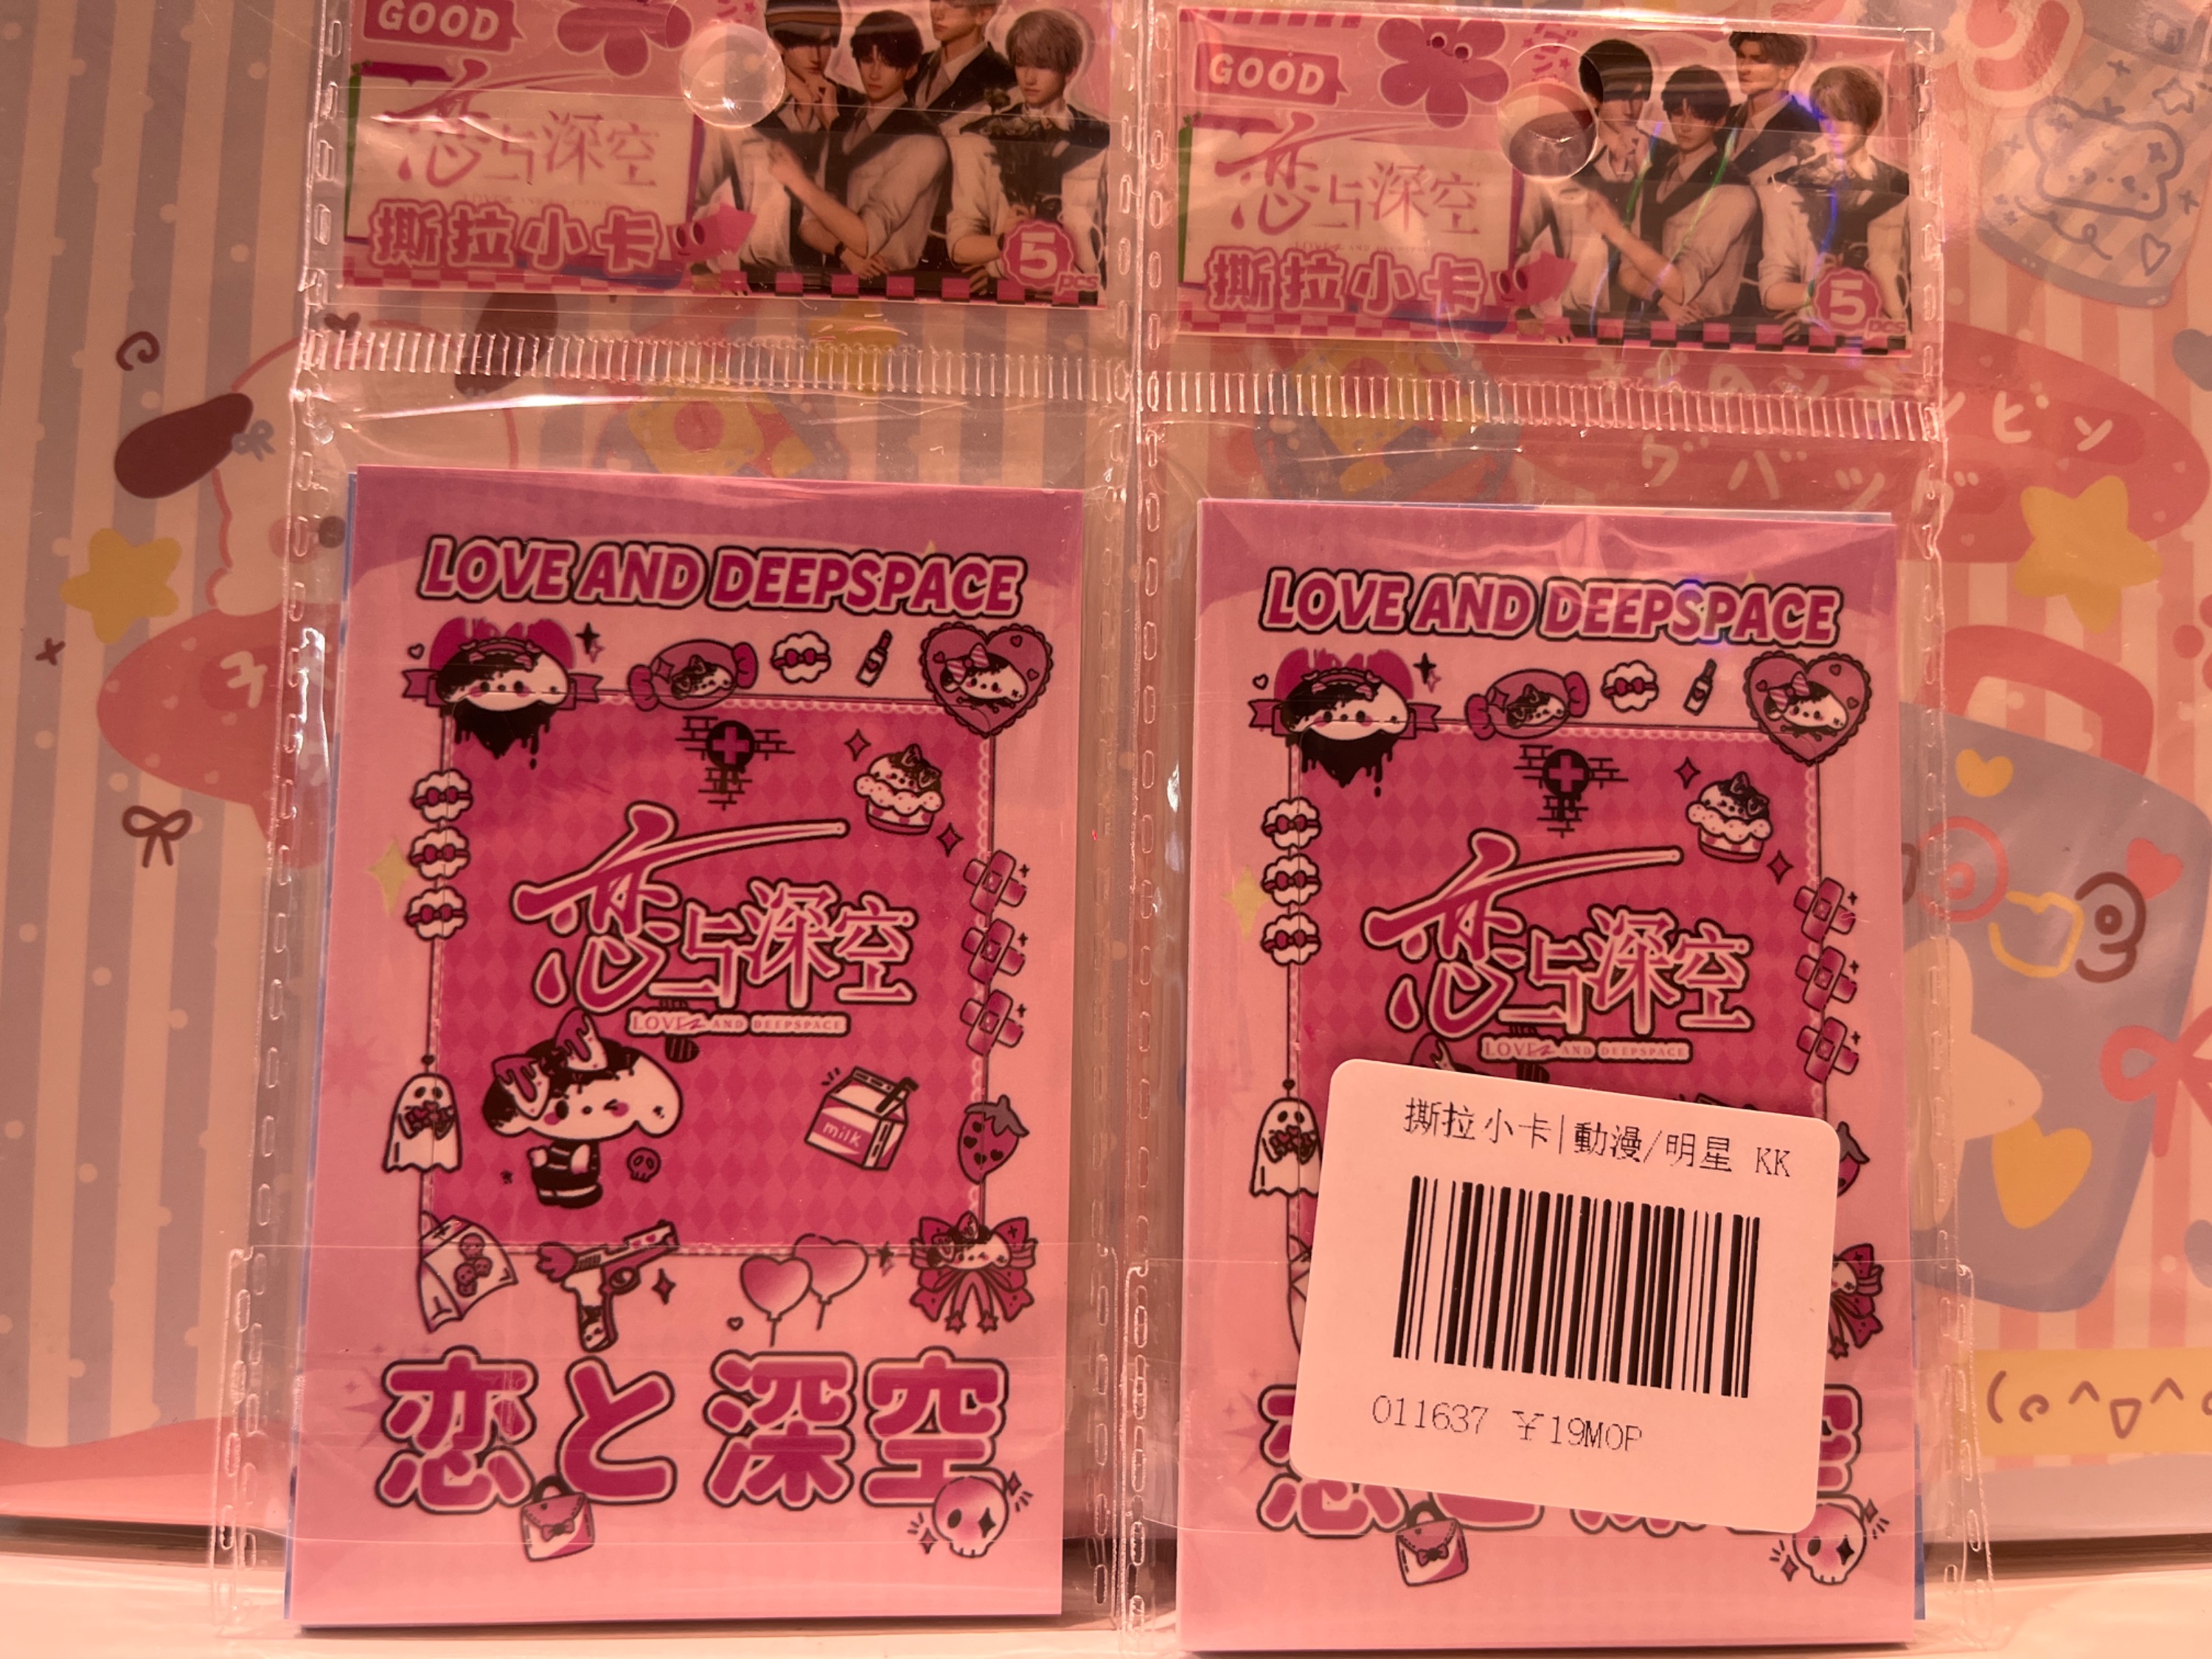 GOOD
恋与深空
撕拉小卡
5
pcs
GOOD
恋与深空
撕拉小卡
5
pcs
LOVE AND DEEPSPACE
恋与深空
LOVE AND DEEPSPACE
milk
恋と深空
LOVE AND DEEPSPACE
恋与深空
LOVE AND DEEPSPACE
撕拉小卡|動漫/明星 KK
011637 ¥19MOP